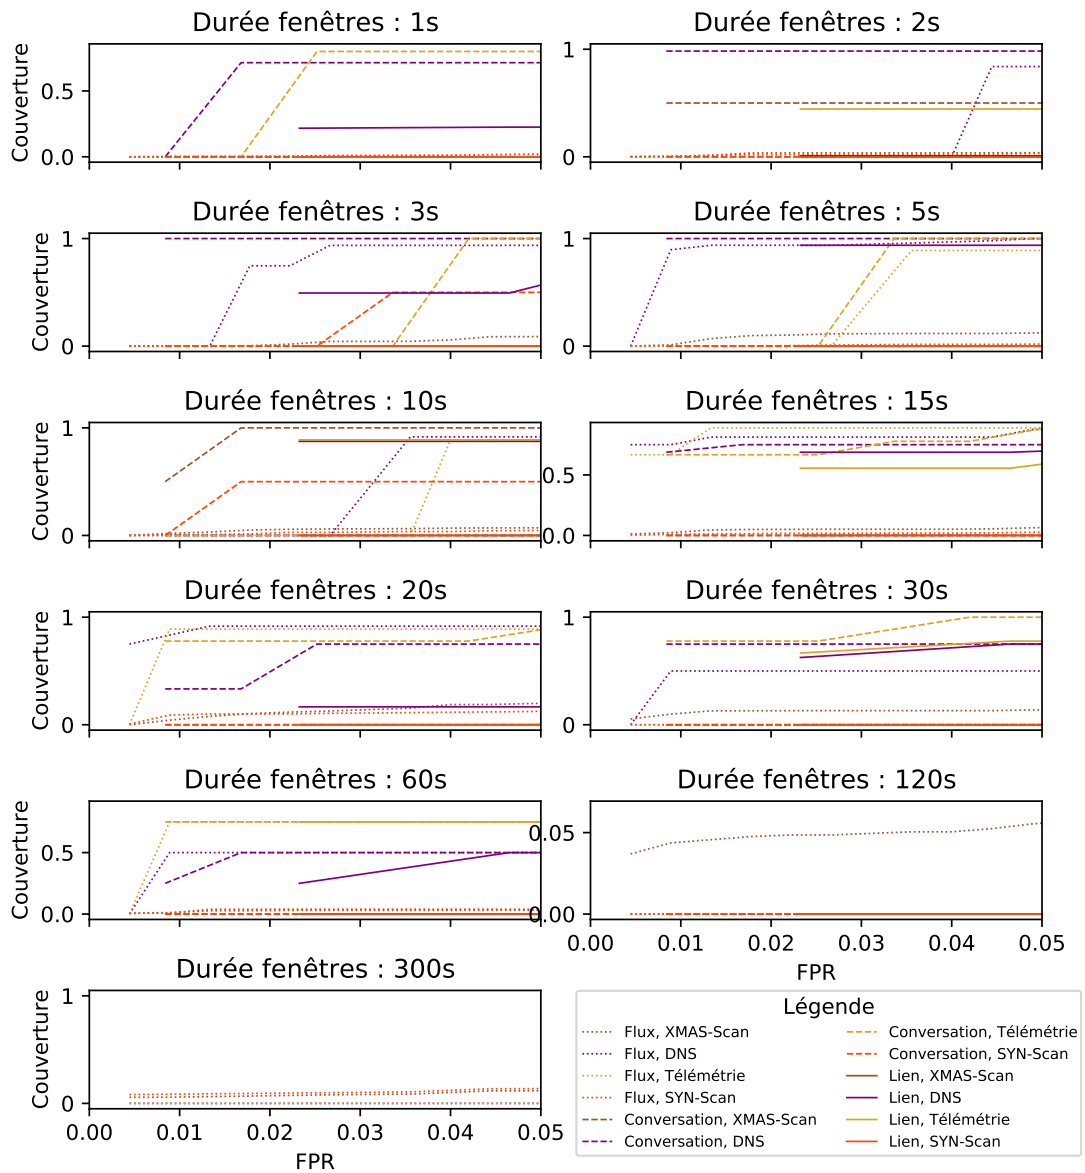 Durée fenêtres : 1s
Couverture
0.5
0.0
Durée fenêtres : 2s
1
0
Durée fenêtres : 3s
Couverture
1
0
Durée fenêtres : 5s
1
0
Durée fenêtres : 10s
Couverture
1
0
Durée fenêtres : 15s
0.5
0.0
Durée fenêtres : 20s
Couverture
1
0
Durée fenêtres : 30s
1
0
Durée fenêtres : 60s
Couverture
0.5
0.0
Durée fenêtres : 120s
0.05
0.00
0.00 0.01 0.02 0.03 0.04 0.05
FPR
Durée fenêtres : 300s
Couverture
1
0
0.00 0.01 0.02 0.03 0.04 0.05
FPR
Légende
Flux, XMAS-Scan
Flux, DNS
Flux, Télémétrie
Flux, SYN-Scan
Conversation, XMAS-Scan
Conversation, DNS
Conversation, Télémétrie
Conversation, SYN-Scan
Lien, XMAS-Scan
Lien, DNS
Lien, Télémétrie
Lien, SYN-Scan